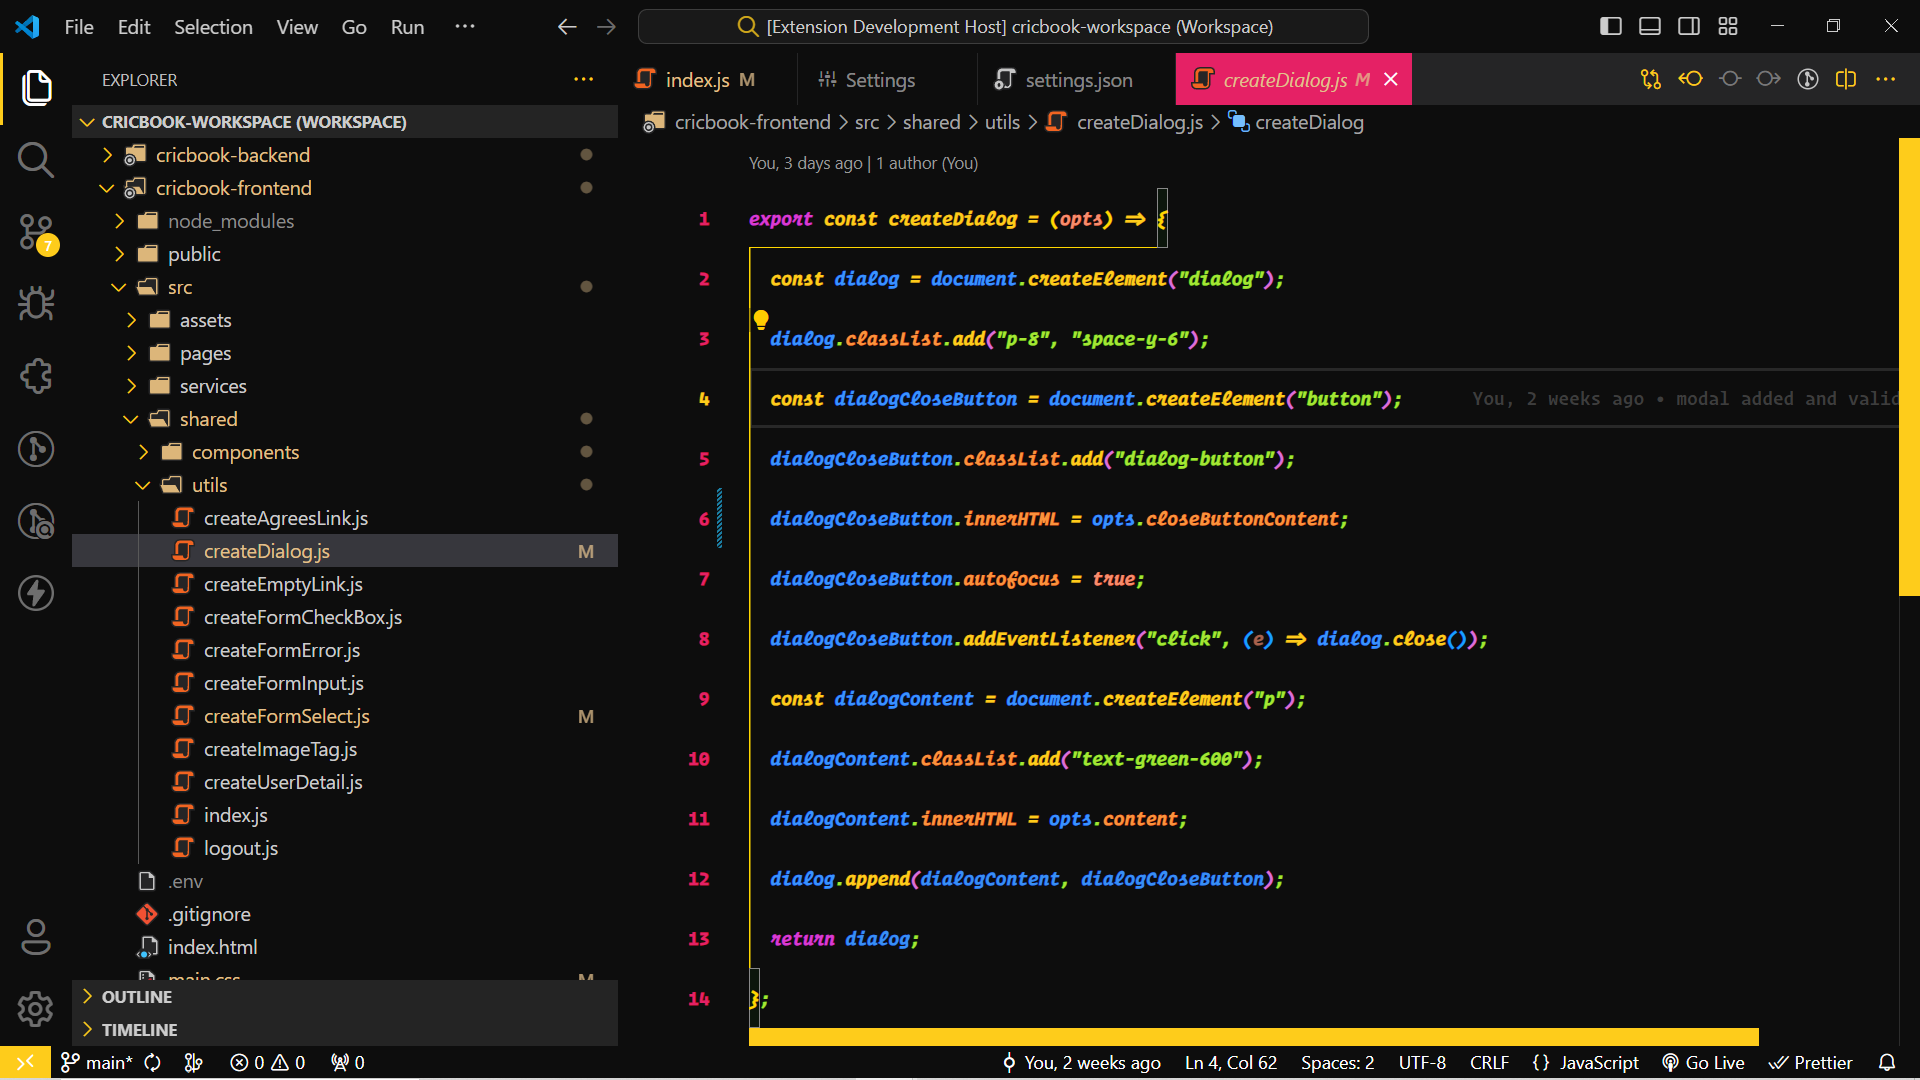 File Edit Selection View Go Run ···
[Extension Development Host] cricbook-workspace (Workspace)
EXPLORER
index.js M
Settings
settings.json
createDialog.js M
CRICBOOK-WORKSPACE (WORKSPACE)
cricbook-backend
cricbook-frontend
node_modules
public
src
assets
pages
services
shared
components
utils
createAgreesLink.js
createDialog.js M
createEmptyLink.js
createFormCheckBox.js
createFormError.js
createFormInput.js
createFormSelect.js M
createImageTag.js
createUserDetail.js
index.js
logout.js
.env
.gitignore
index.html
main.css M
OUTLINE
TIMELINE
7
cricbook-frontend > src > shared > utils > createDialog.js > createDialog
You, 3 days ago | 1 author (You)
1 export const createDialog = (opts) => {
2 const dialog = document.createElement("dialog");
3 dialog.classList.add("p-8", "space-y-6");
4 const dialogCloseButton = document.createElement("button"); You, 2 weeks ago • modal added and valid
5 dialogCloseButton.classList.add("dialog-button");
6 dialogCloseButton.innerHTML = opts.closeButtonContent;
7 dialogCloseButton.autofocus = true;
8 dialogCloseButton.addEventListener("click", (e) => dialog.close());
9 const dialogContent = document.createElement("p");
10 dialogContent.classList.add("text-green-600");
11 dialogContent.innerHTML = opts.content;
12 dialog.append(dialogContent, dialogCloseButton);
13 return dialog;
14 };
main* 0 0 0 You, 2 weeks ago Ln 4, Col 62 Spaces: 2 UTF-8 CRLF {} JavaScript Go Live Prettier